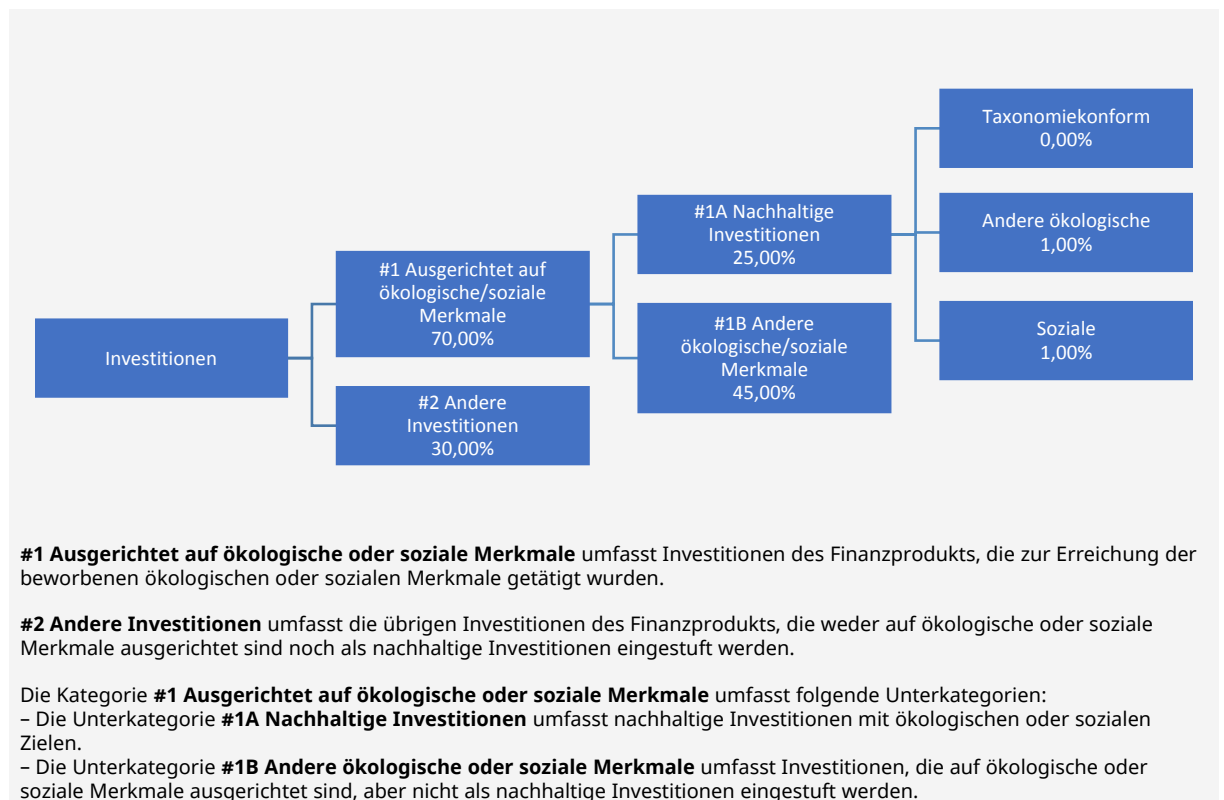 Investitionen
#1 Ausgerichtet auf
ökologische/soziale
Merkmale
70,00%
#2 Andere
Investitionen
30,00%
#1A Nachhaltige
Investitionen
25,00%
#1B Andere
ökologische/soziale
Merkmale
45,00%
Taxonomiekonform
0,00%
Andere ökologische
1,00%
Soziale
1,00%
#1 Ausgerichtet auf ökologische oder soziale Merkmale umfasst Investitionen des Finanzprodukts, die zur Erreichung der
beworbenen ökologischen oder sozialen Merkmale getätigt wurden.
#2 Andere Investitionen umfasst die übrigen Investitionen des Finanzprodukts, die weder auf ökologische oder soziale
Merkmale ausgerichtet sind noch als nachhaltige Investitionen eingestuft werden.
Die Kategorie #1 Ausgerichtet auf ökologische oder soziale Merkmale umfasst folgende Unterkategorien:
– Die Unterkategorie #1A Nachhaltige Investitionen umfasst nachhaltige Investitionen mit ökologischen oder sozialen
Zielen.
– Die Unterkategorie #1B Andere ökologische oder soziale Merkmale umfasst Investitionen, die auf ökologische oder
soziale Merkmale ausgerichtet sind, aber nicht als nachhaltige Investitionen eingestuft werden.